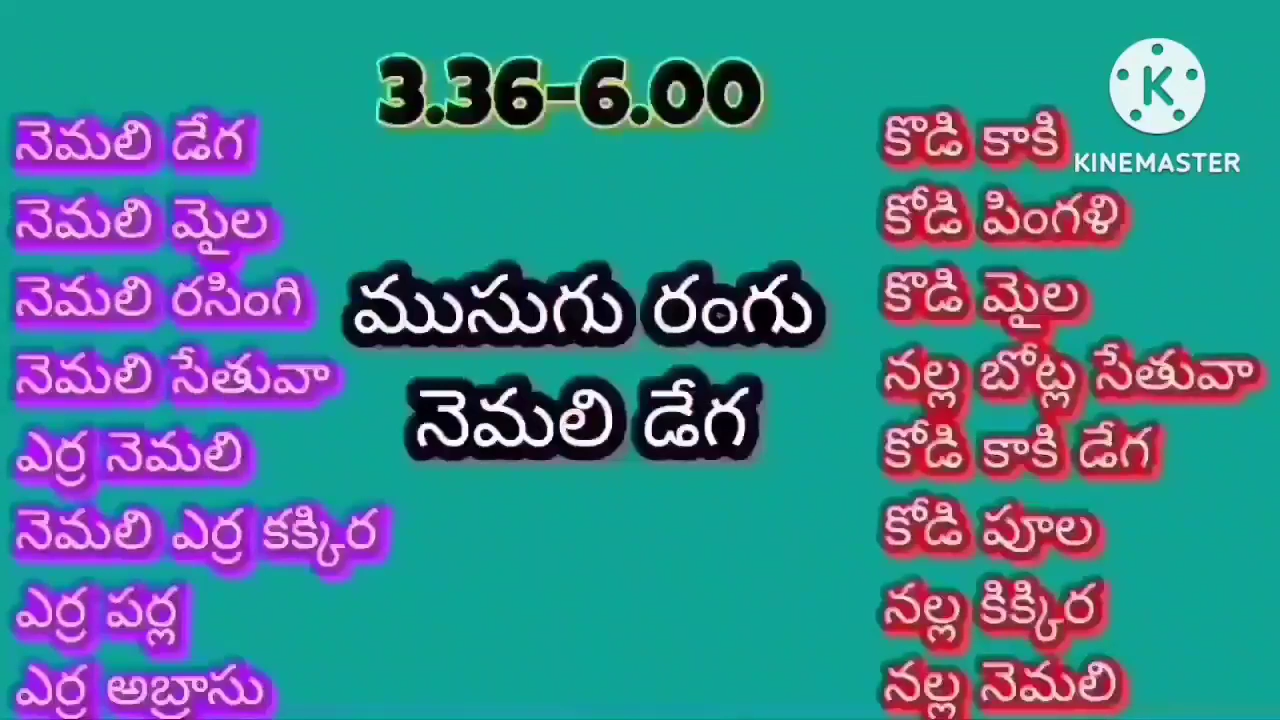 3.36-6.00
నెమలి డేగ
నెమలి మైల
నెమలి రసింగి
నెమలి సేతువా
ఎర్ర నెమలి
నెమలి ఎర్ర కక్కిర
ఎర్ర పర్ల
ఎర్ర అబ్రాసు
ముసుగు రంగు
నెమలి డేగ
కొడి కాకి
కోడి పింగళి
కొడి మైల
నల్ల బోట్ల సేతువా
కోడి కాకి డేగ
కోడి పూల
నల్ల కిక్కిర
నల్ల నెమలి
K
KINEMASTER